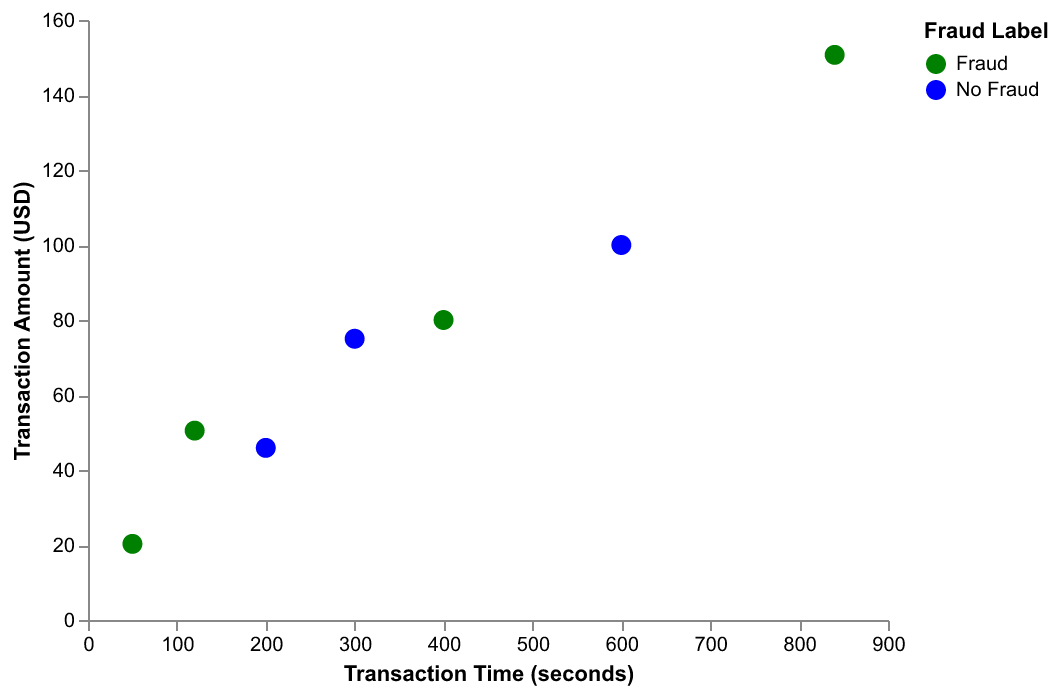 160
140
120
100
80
60
40
20
0
Transaction Amount (USD)
0 100 200 300 400 500 600 700 800 900
Transaction Time (seconds)
Fraud Label
Fraud
No Fraud